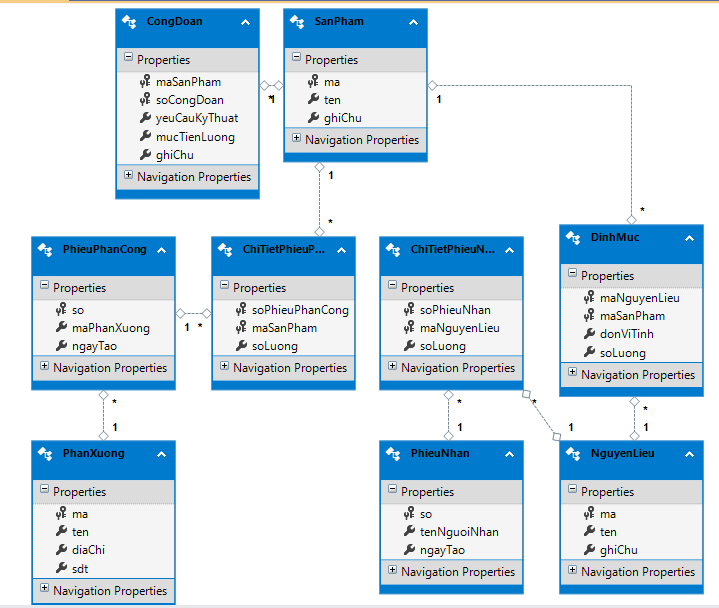 CongDoan
Properties
maSanPham
soCongDoan
yeuCauKyThuat
mucTienLuong
ghiChu
Navigation Properties
*1
SanPham
Properties
ma
ten
ghiChu
Navigation Properties
1
*
1
*
PhieuPhanCong
Properties
so
maPhanXuong
ngayTao
Navigation Properties
1 *
ChiTietPhieuP...
Properties
soPhieuPhanCong
maSanPham
soLuong
Navigation Properties
ChiTietPhieuN...
Properties
soPhieuNhan
maNguyenLieu
soLuong
Navigation Properties
DinhMuc
Properties
maNguyenLieu
maSanPham
donViTinh
soLuong
Navigation Properties
*
1
*
1
*
1
*
1
PhanXuong
Properties
ma
ten
diaChi
sdt
Navigation Properties
PhieuNhan
Properties
so
tenNguoiNhan
ngayTao
Navigation Properties
NguyenLieu
Properties
ma
ten
ghiChu
Navigation Properties